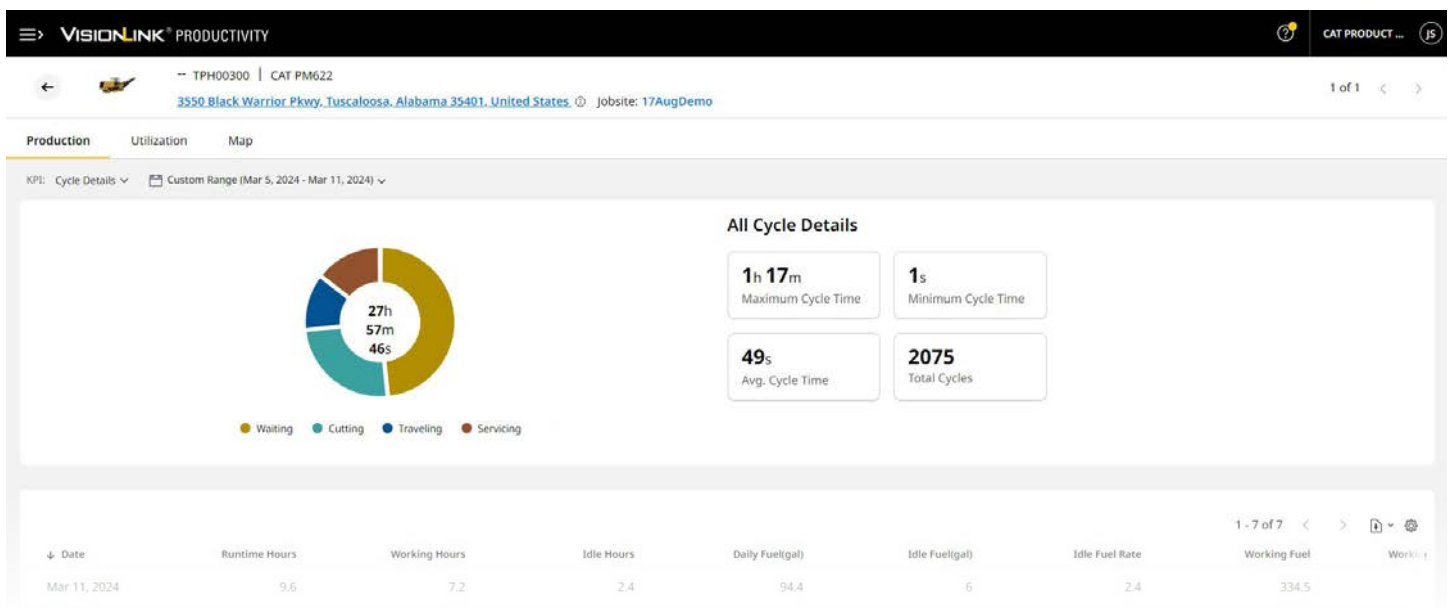 VISIONLINK® PRODUCTIVITY
CAT PRODUCT ... JS
-- TPH00300 | CAT PM622
3550 Black Warrior Pkwy, Tuscaloosa, Alabama 35401, United States Jobsite: 17AugDemo
1 of 1
Production Utilization Map
KPI: Cycle Details Custom Range (Mar 5, 2024 - Mar 11, 2024)
All Cycle Details
27h
57m
46s
1h 17m
Maximum Cycle Time
1s
Minimum Cycle Time
49s
Avg. Cycle Time
2075
Total Cycles
Waiting Cutting Traveling Servicing
1 - 7 of 7
Date Runtime Hours Working Hours Idle Hours Daily Fuel(gal) Idle Fuel(gal) Idle Fuel Rate Working Fuel
Mar 11, 2024 9.6 7.2 2.4 94.4 6 2.4 334.5